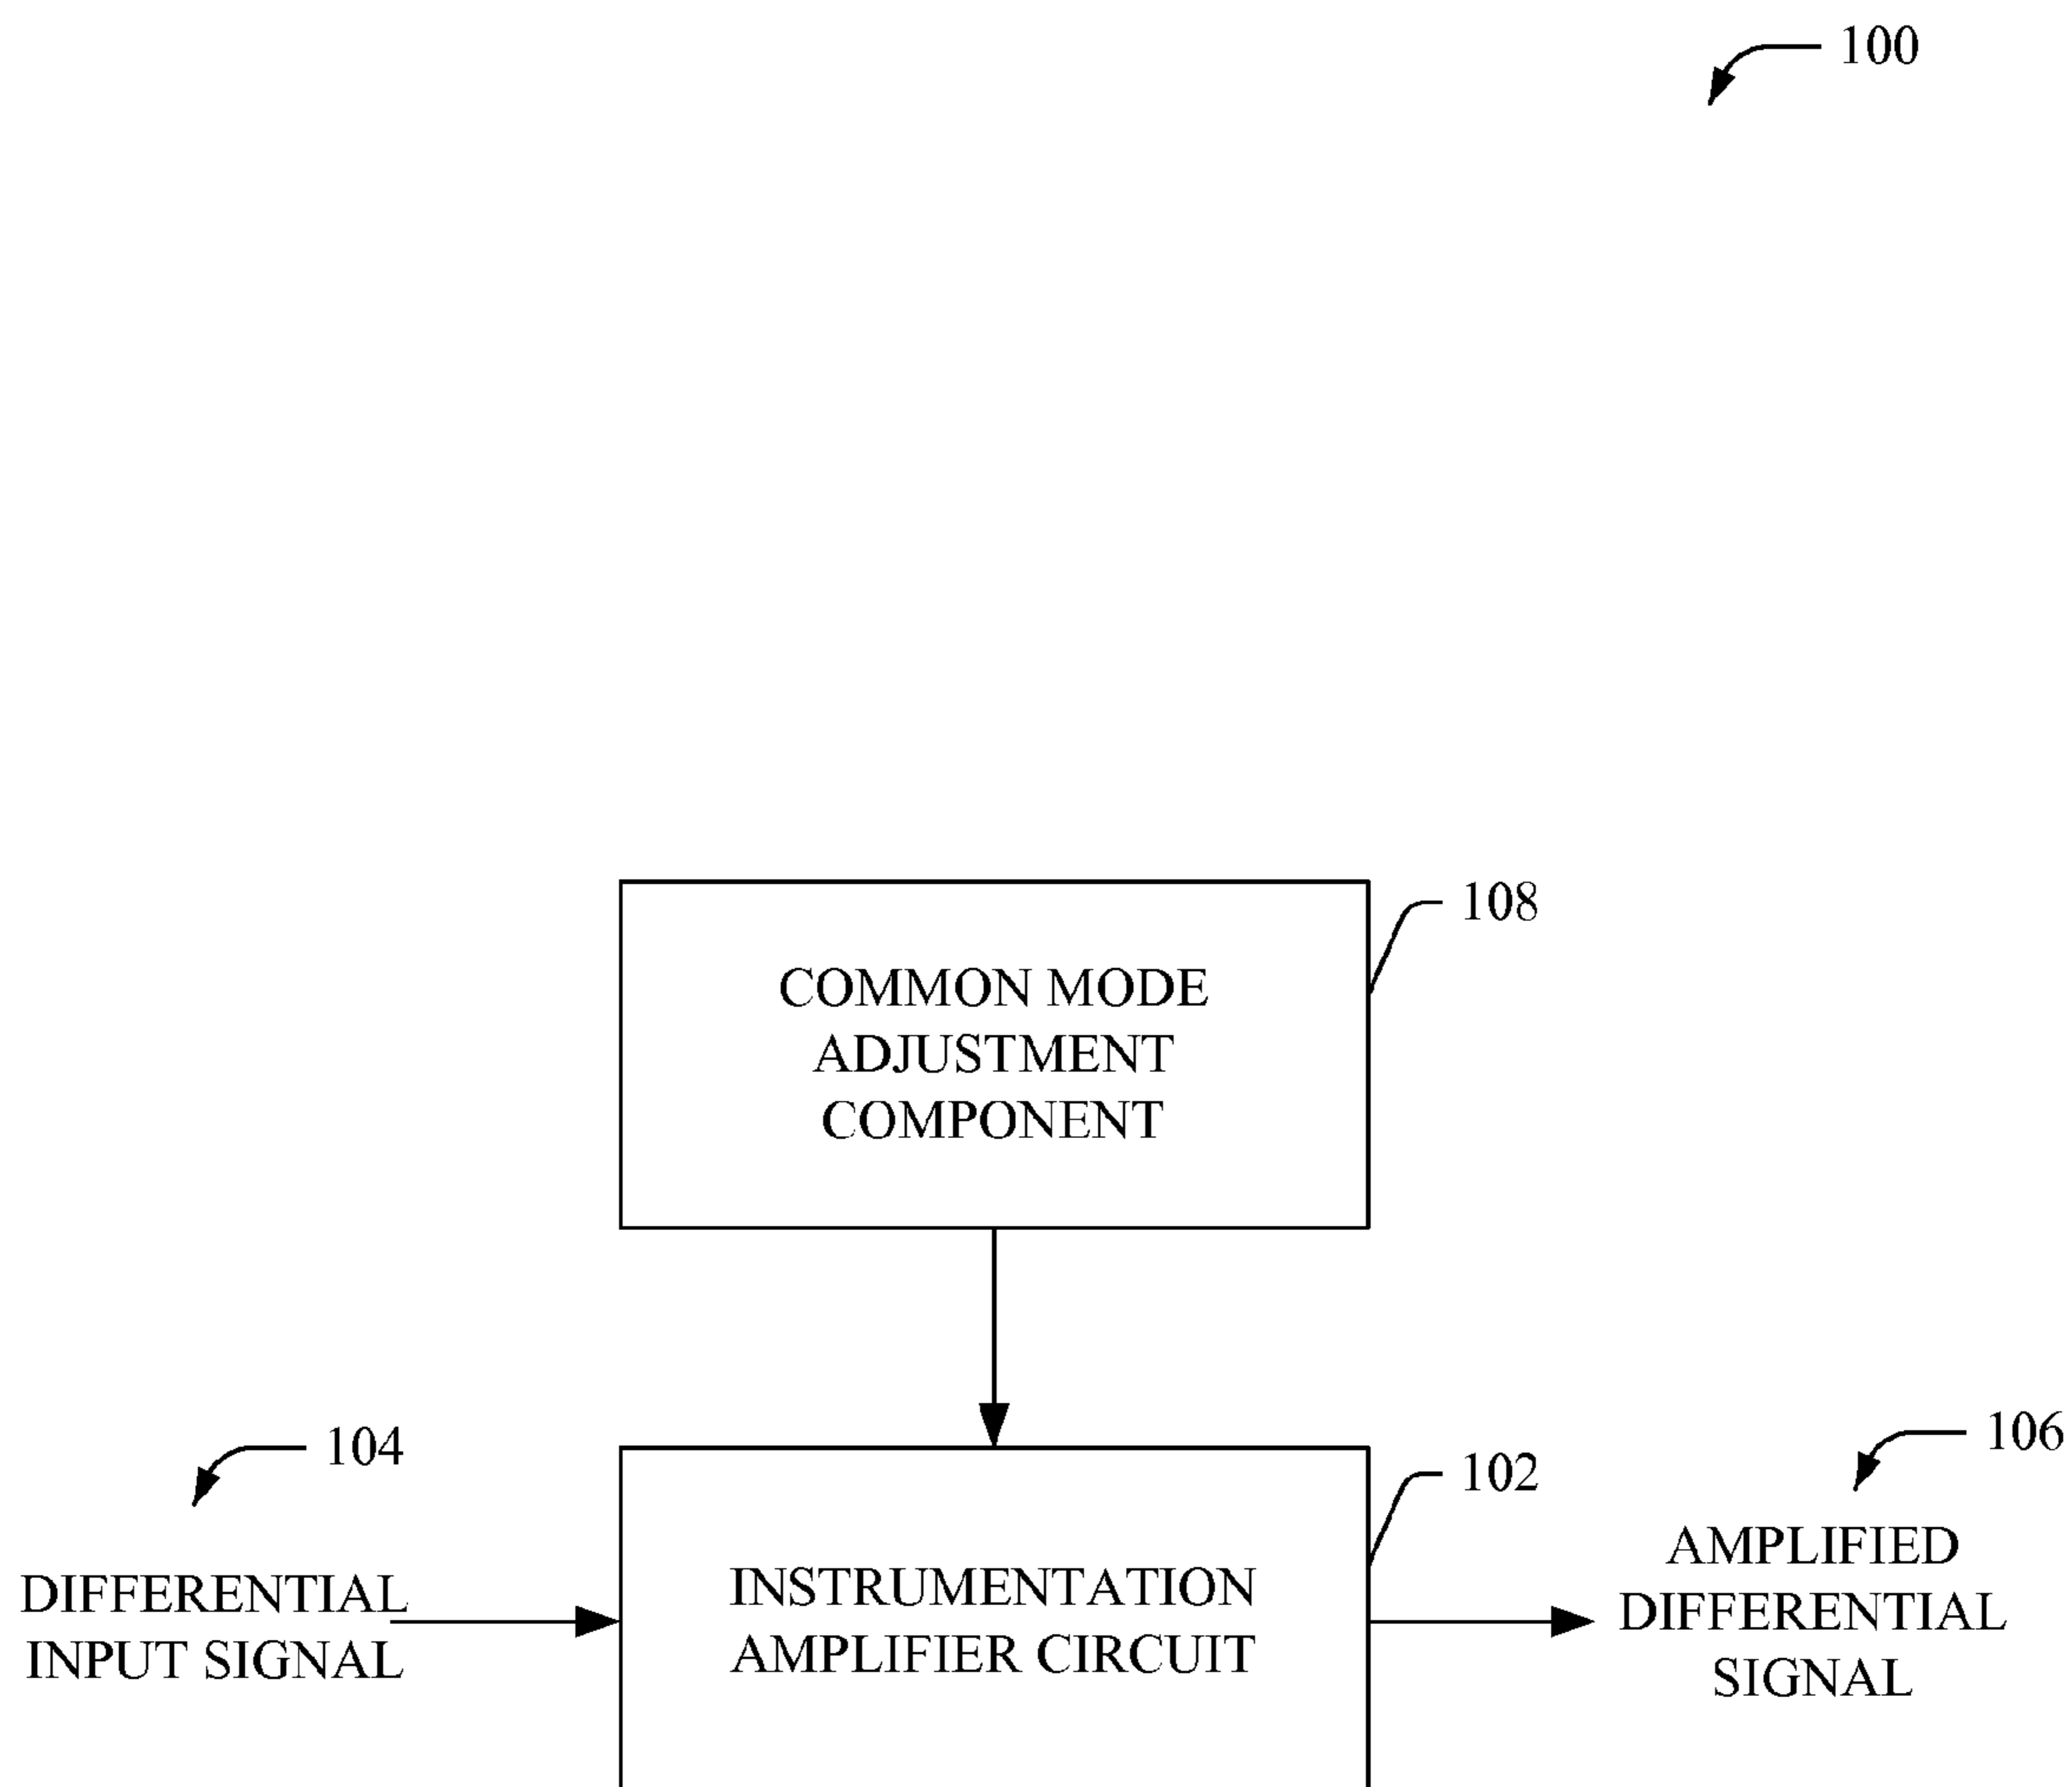 100
COMMON MODE
ADJUSTMENT
COMPONENT
108
104
DIFFERENTIAL
INPUT SIGNAL
INSTRUMENTATION
AMPLIFIER CIRCUIT
102
106
AMPLIFIED
DIFFERENTIAL
SIGNAL